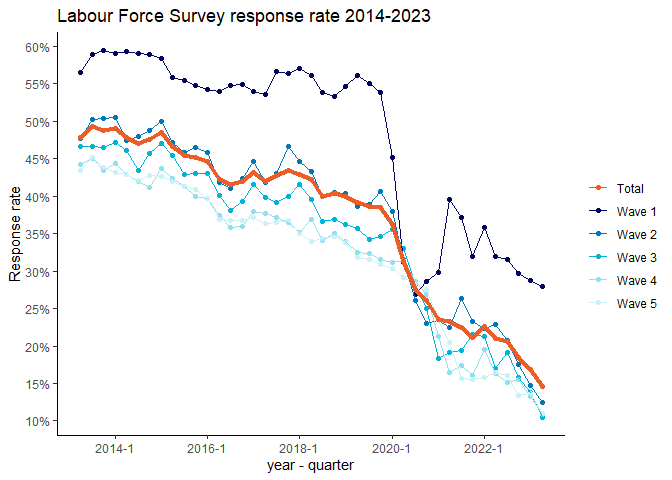 Labour Force Survey response rate 2014-2023
60%
55%
50%
45%
40%
35%
30%
25%
20%
15%
10%
Response rate
2014-1
2016-1
2018-1
2020-1
2022-1
year - quarter
Total
Wave 1
Wave 2
Wave 3
Wave 4
Wave 5